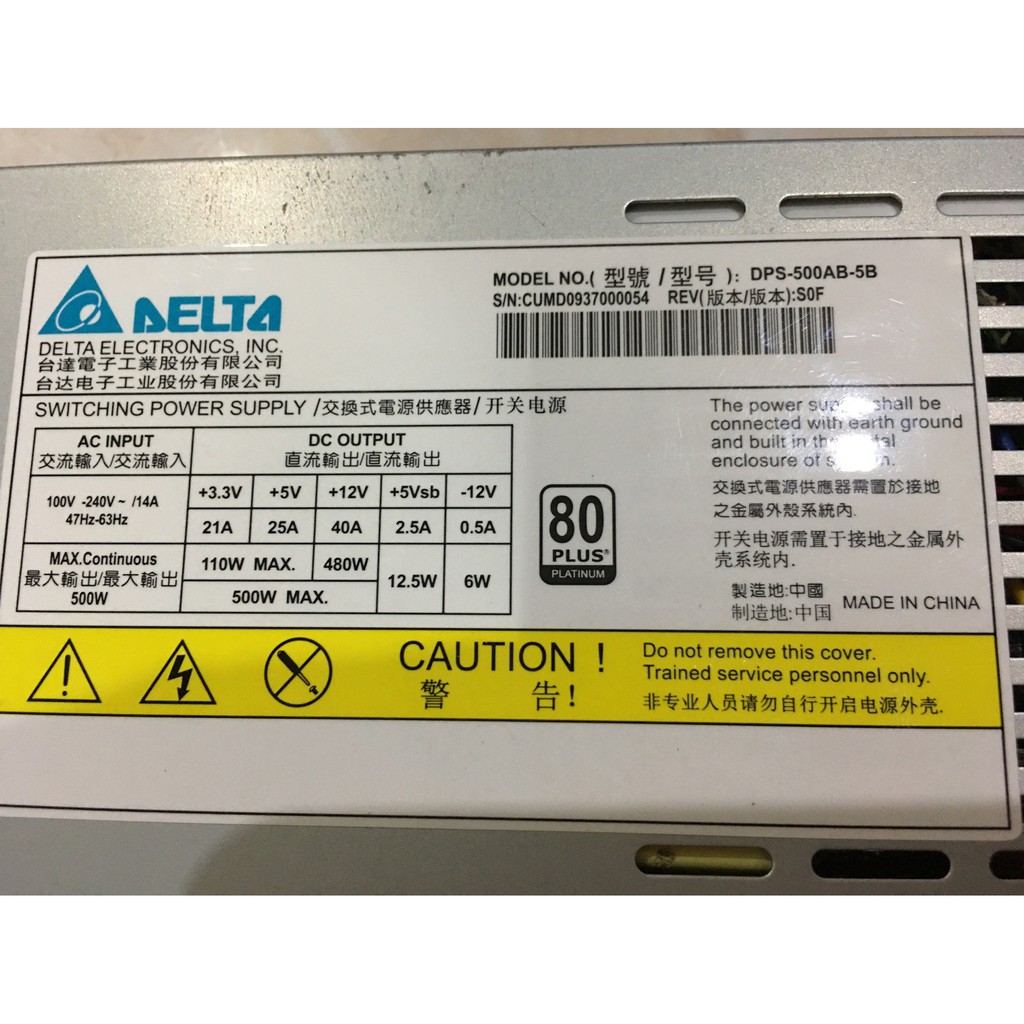 DELTA
DELTA ELECTRONICS, INC.
台達電子工業股份有限公司
台达电子工业股份有限公司
MODEL NO.( 型號 / 型号 ): DPS-500AB-5B
S/N:CUMD0937000054 REV(版本/版本):S0F
SWITCHING POWER SUPPLY /交換式電源供應器/开关电源
AC INPUT
交流輸入/交流輸入
DC OUTPUT
直流輸出/直流輸出
100V -240V~ /14A
47Hz-63Hz
+3.3V +5V +12V +5Vsb -12V
21A 25A 40A 2.5A 0.5A
MAX.Continuous
最大輸出/最大輸出
500W
110W MAX. 480W
12.5W 6W
500W MAX.
80
PLUS®
PLATINUM
The power shall be
connected with earth ground
and built in the
enclosure of
交換式電源供應器需置於接地
之金屬外殼系統內.
开关电源需置于接地之金属外
壳系统内.
製造地:中國
制造地:中国
MADE IN CHINA
CAUTION !
警 告!
Do not remove this cover.
Trained service personnel only.
非专业人员请勿自行开启电源外壳.